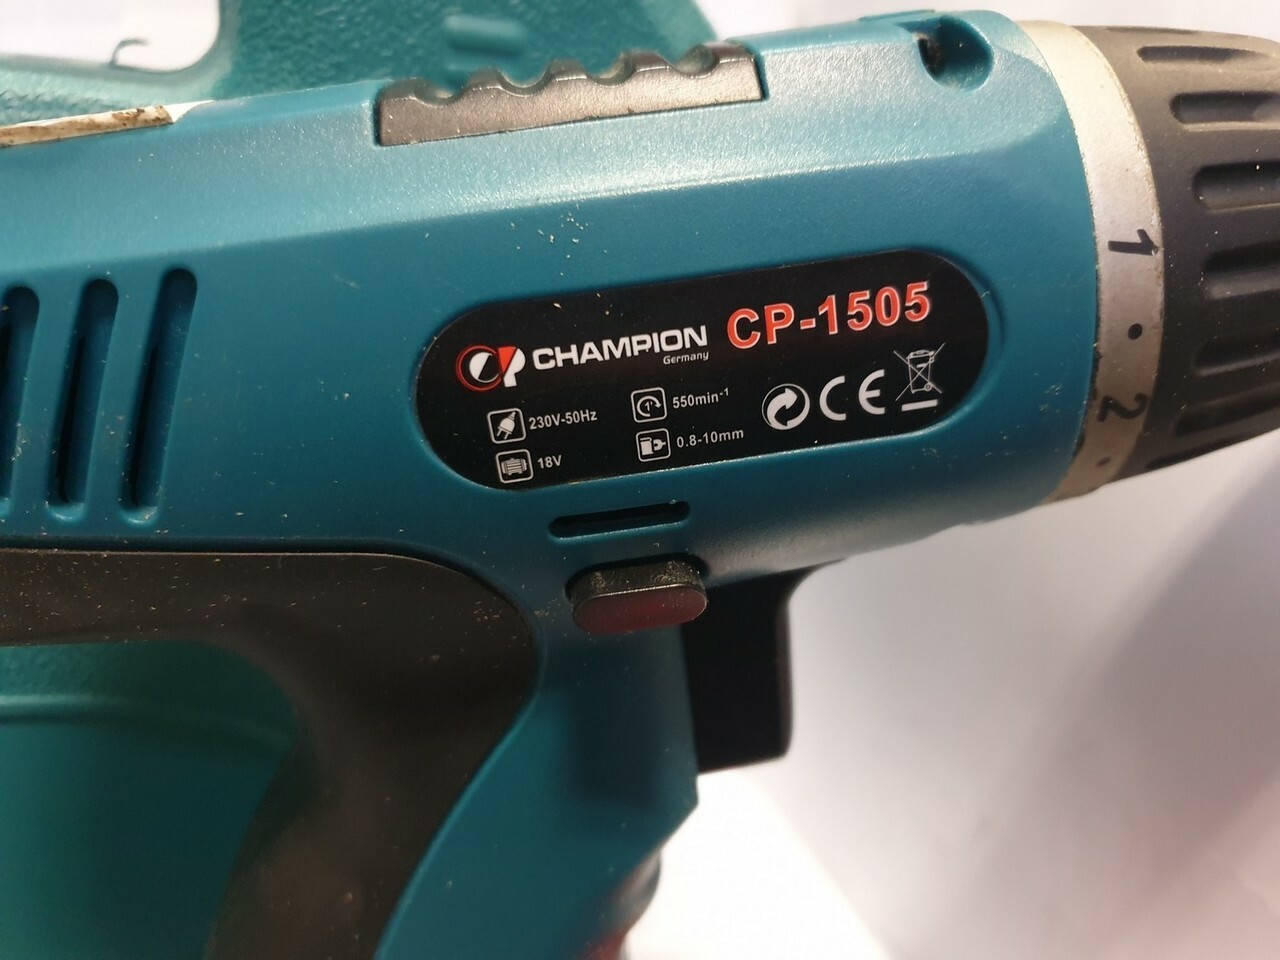 CHAMPION
Germany
CP-1505
230V-50Hz
550min⁻¹
18V
0.8-10mm
CE
1
2